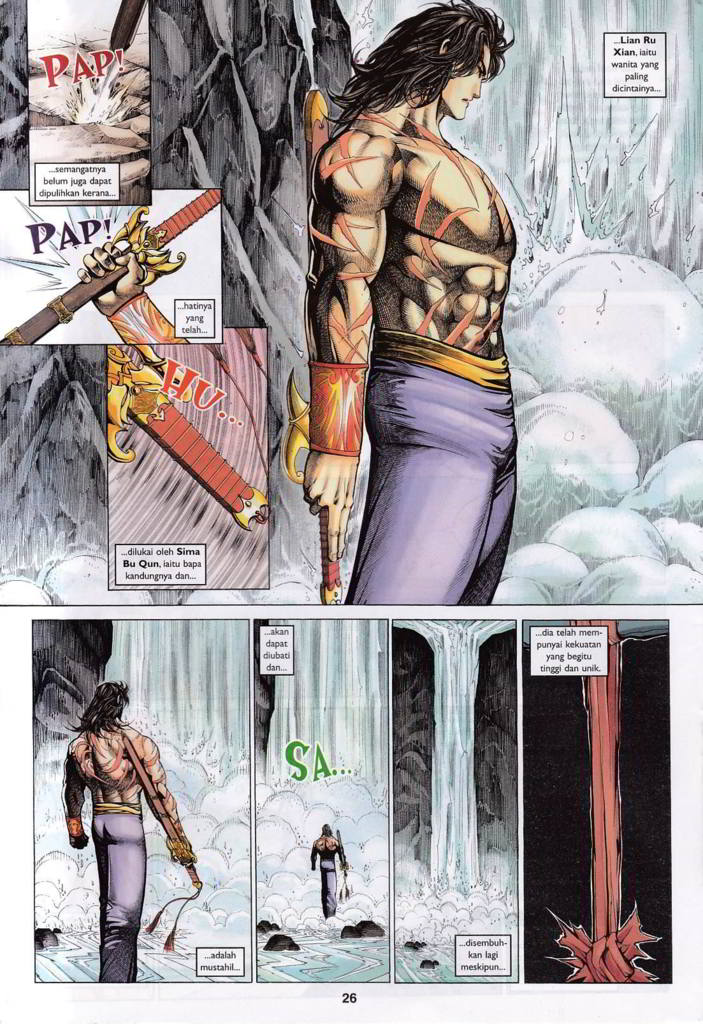 PAP!
...semangatnya
belum juga dapat
dipulihkan kerana...
PAP!
...hatinya
yang
telah...
HU...
...dilukai oleh Sima
Bu Qun, iaitu bapa
kandungnya dan...
...Lian Ru
Xian, iaitu
wanita yang
paling
dicintainya...
...adalah
mustahil...
...akan
dapat
diubati
dan...
SA...
...disembuh-
kan lagi
meskipun...
...dia telah mem-
punyai kekuatan
yang begitu
tinggi dan unik.
26